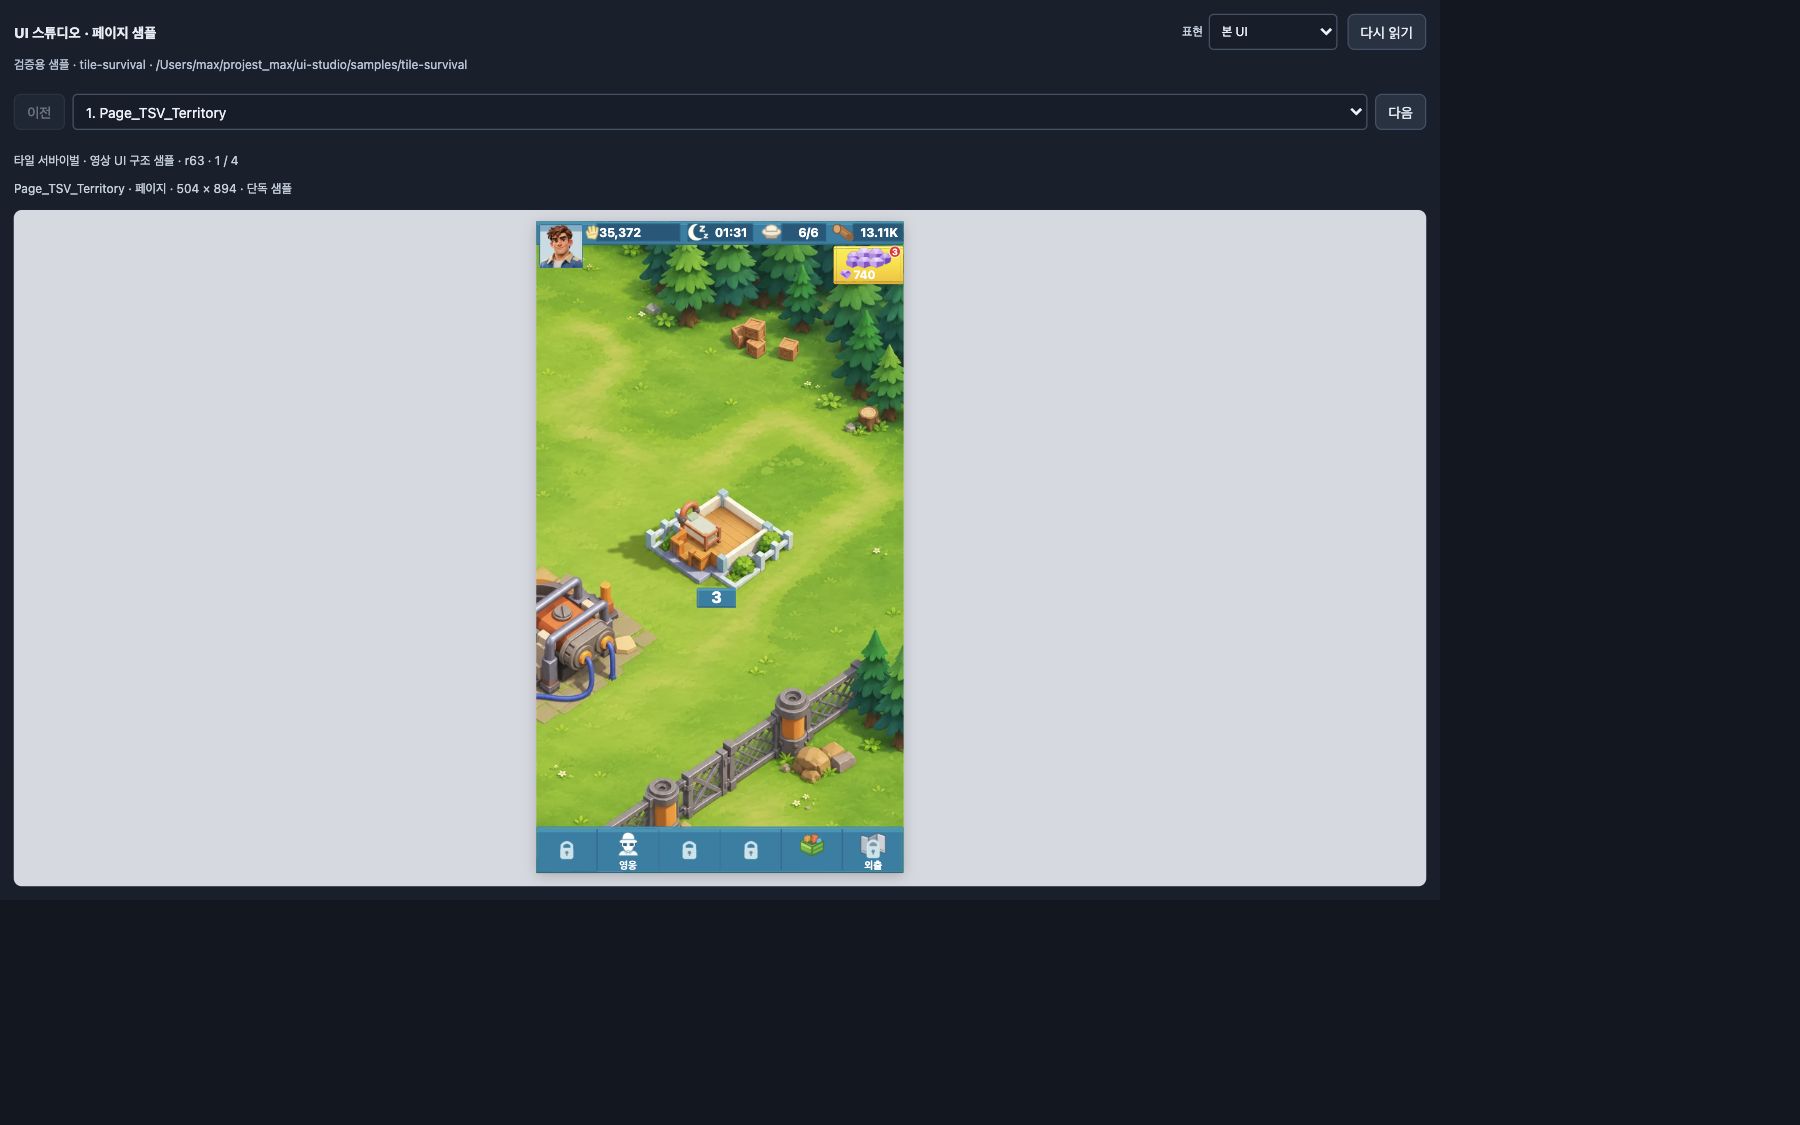 UI 스튜디오 · 페이지 샘플
표현 본 UI 다시 읽기
검증용 샘플 · tile-survival · /Users/max/projest_max/ui-studio/samples/tile-survival
이전 1. Page_TSV_Territory 다음
타일 서바이벌 · 영상 UI 구조 샘플 · r63 · 1 / 4
Page_TSV_Territory · 페이지 · 504 × 894 · 단독 샘플
35,372 01:31 6/6 13.11K
3
740
3
영웅 외출